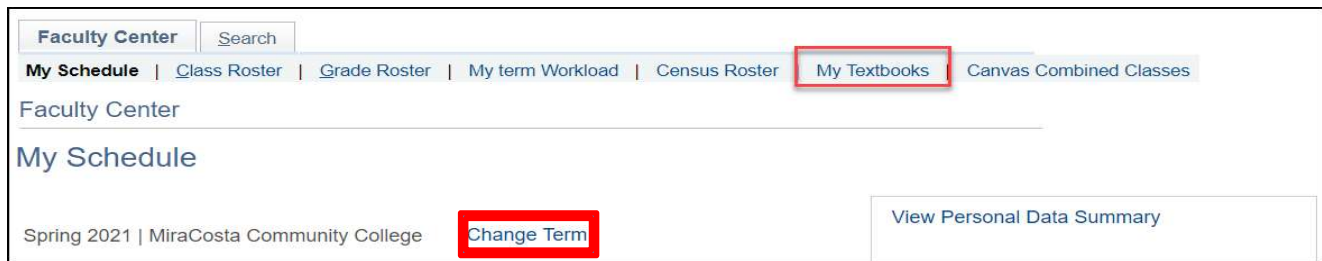 Faculty Center Search
My Schedule | Class Roster | Grade Roster | My term Workload | Census Roster | My Textbooks | Canvas Combined Classes
Faculty Center
My Schedule
View Personal Data Summary
Spring 2021 | MiraCosta Community College Change Term